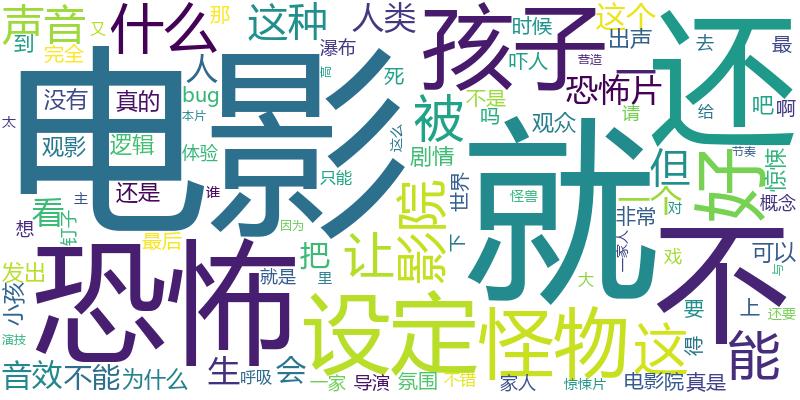 声音
到
什么
那
这种
人类
时候
这个
去
最
完全
又
瀑布
出声
孩子
还
人
吓人
营造
没有
真的
bug
帼
死
恐怖片
给
吧
啊
太
电影
本片
被
不是
请
观影
逻辑
体验
这么
吗
观众
但
好
惊悚
节奏
还是
谁
只能
剧情
看
影院
世界
怪兽
一个
对
概念
主
就
非常
想
钉子
最后
因为
下
一家人
不
可以
恐怖
把
让
戏
发出
就是
里
大
与
小孩
设定
怪物
这
要
上
还要
得
能
演技
音效
不能
为什么
生
呼吸
会
一家
导演
氛围
不错
家人
惊悚片
电影院
真是